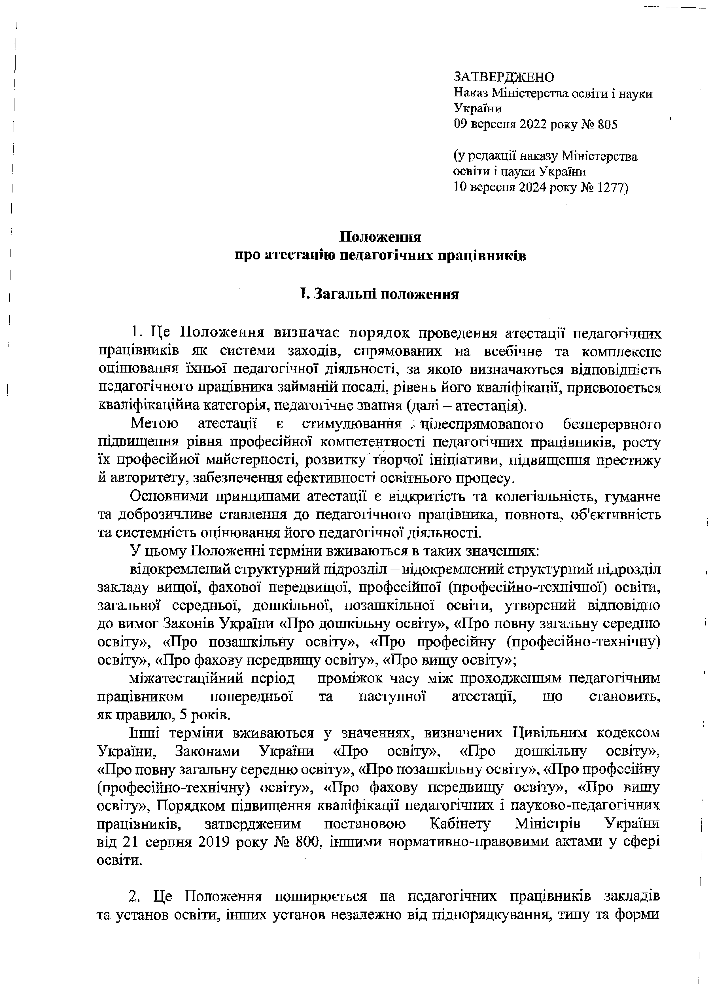 ЗАТВЕРДЖЕНО
Наказ Міністерства освіти і науки
України
09 вересня 2022 року № 805
(у редакції наказу Міністерства
освіти і науки України
10 вересня 2024 року № 1277)
Положення
про атестацію педагогічних працівників
І. Загальні положення
1. Це Положення визначає порядок проведення атестації педагогічних
працівників як системи заходів, спрямованих на всебічне та комплексне
оцінювання їхньої педагогічної діяльності, за якою визначаються відповідність
педагогічного працівника займаній посаді, рівень його кваліфікації, присвоюється
кваліфікаційна категорія, педагогічне звання (далі – атестація).
Метою атестації є стимулювання цілеспрямованого безперервного
підвищення рівня професійної компетентності педагогічних працівників, росту
їх професійної майстерності, розвитку творчої ініціативи, підвищення престижу
й авторитету, забезпечення ефективності освітнього процесу.
Основними принципами атестації є відкритість та колегіальність, гуманне
та доброзичливе ставлення до педагогічного працівника, повнота, об'єктивність
та системність оцінювання його педагогічної діяльності.
У цьому Положенні терміни вживаються в таких значеннях:
відокремлений структурний підрозділ – відокремлений структурний підрозділ
закладу вищої, фахової передвищої, професійної (професійно-технічної) освіти,
загальної середньої, дошкільної, позашкільної освіти, утворений відповідно
до вимог Законів України «Про дошкільну освіту», «Про повну загальну середню
освіту», «Про позашкільну освіту», «Про професійну (професійно-технічну)
освіту», «Про фахову передвищу освіту», «Про вищу освіту»;
міжатестаційний період – проміжок часу між проходженням педагогічним
працівником попередньої та наступної атестації, що становить,
як правило, 5 років.
Інші терміни вживаються у значеннях, визначених Цивільним кодексом
України, Законами України «Про освіту», «Про дошкільну освіту»,
«Про повну загальну середню освіту», «Про позашкільну освіту», «Про професійну
(професійно-технічну) освіту», «Про фахову передвищу освіту», «Про вищу
освіту», Порядком підвищення кваліфікації педагогічних і науково-педагогічних
працівників, затвердженим постановою Кабінету Міністрів України
від 21 серпня 2019 року № 800, іншими нормативно-правовими актами у сфері
освіти.
2. Це Положення поширюється на педагогічних працівників закладів
та установ освіти, інших установ незалежно від підпорядкування, типу та форми